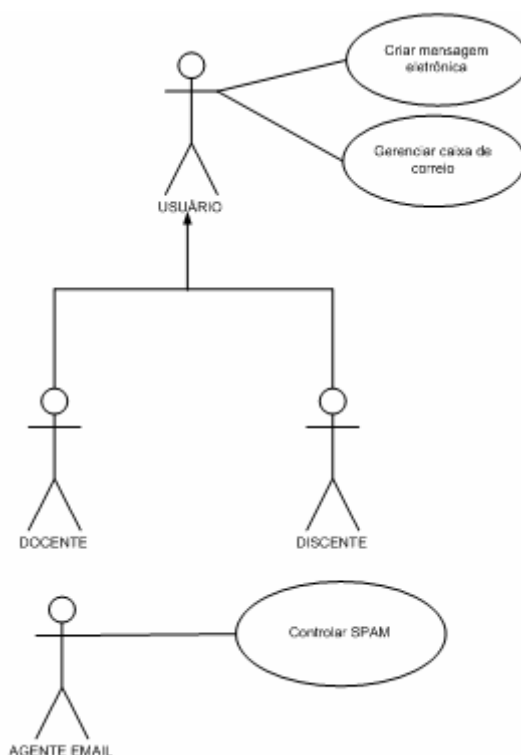 Criar mensagem
eletrônica
Gerenciar caixa de
correio
USUÁRIO
DOCENTE
DISCENTE
Controlar SPAM
AGENTE EMAIL